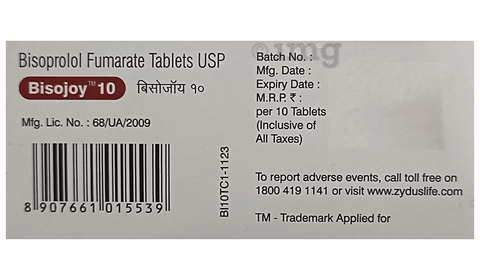 Bisoprolol Fumarate Tablets USP
Bisojoy™ 10 बिसोजॉय १०
Mfg. Lic. No. : 68/UA/2009
8 907661 015539
BI10TC1-1123
1mg
Batch No. :
Mfg. Date :
Expiry Date :
M.R.P. ₹ :
per 10 Tablets
(Inclusive of
All Taxes)
To report adverse events, call toll free on
1800 419 1141 or visit www.zyduslife.com
TM - Trademark Applied for